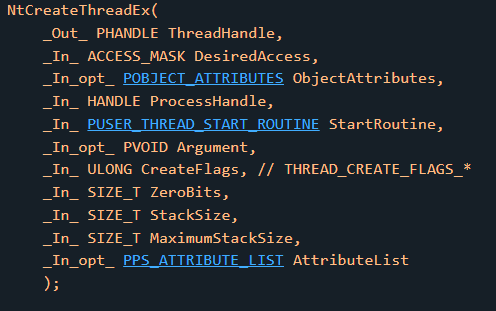 NtCreateThreadEx(
_Out_ PHANDLE ThreadHandle,
_In_ ACCESS_MASK DesiredAccess,
_In_opt_ POBJECT_ATTRIBUTES ObjectAttributes,
_In_ HANDLE ProcessHandle,
_In_ PUSER_THREAD_START_ROUTINE StartRoutine,
_In_opt_ PVOID Argument,
_In_ ULONG CreateFlags, // THREAD_CREATE_FLAGS_*
_In_ SIZE_T ZeroBits,
_In_ SIZE_T StackSize,
_In_ SIZE_T MaximumStackSize,
_In_opt_ PPS_ATTRIBUTE_LIST AttributeList
);